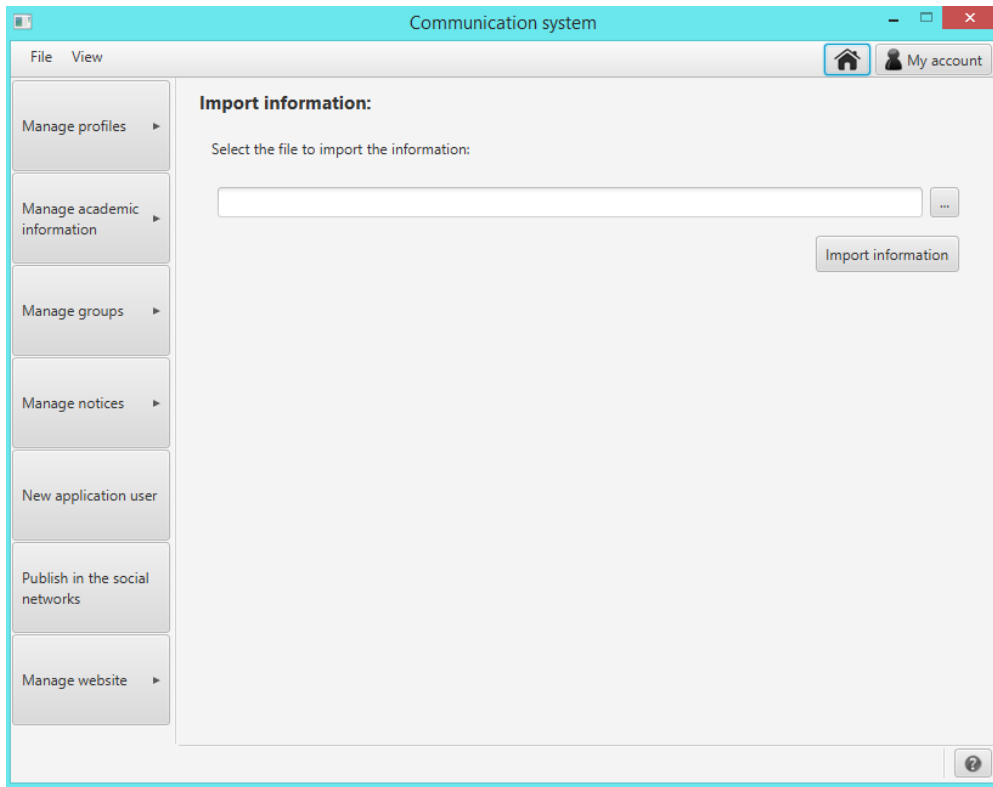 Communication system
File View
My account
Manage profiles
Manage academic
information
Manage groups
Manage notices
New application user
Publish in the social
networks
Manage website
Import information:
Select the file to import the information:
...
Import information
?